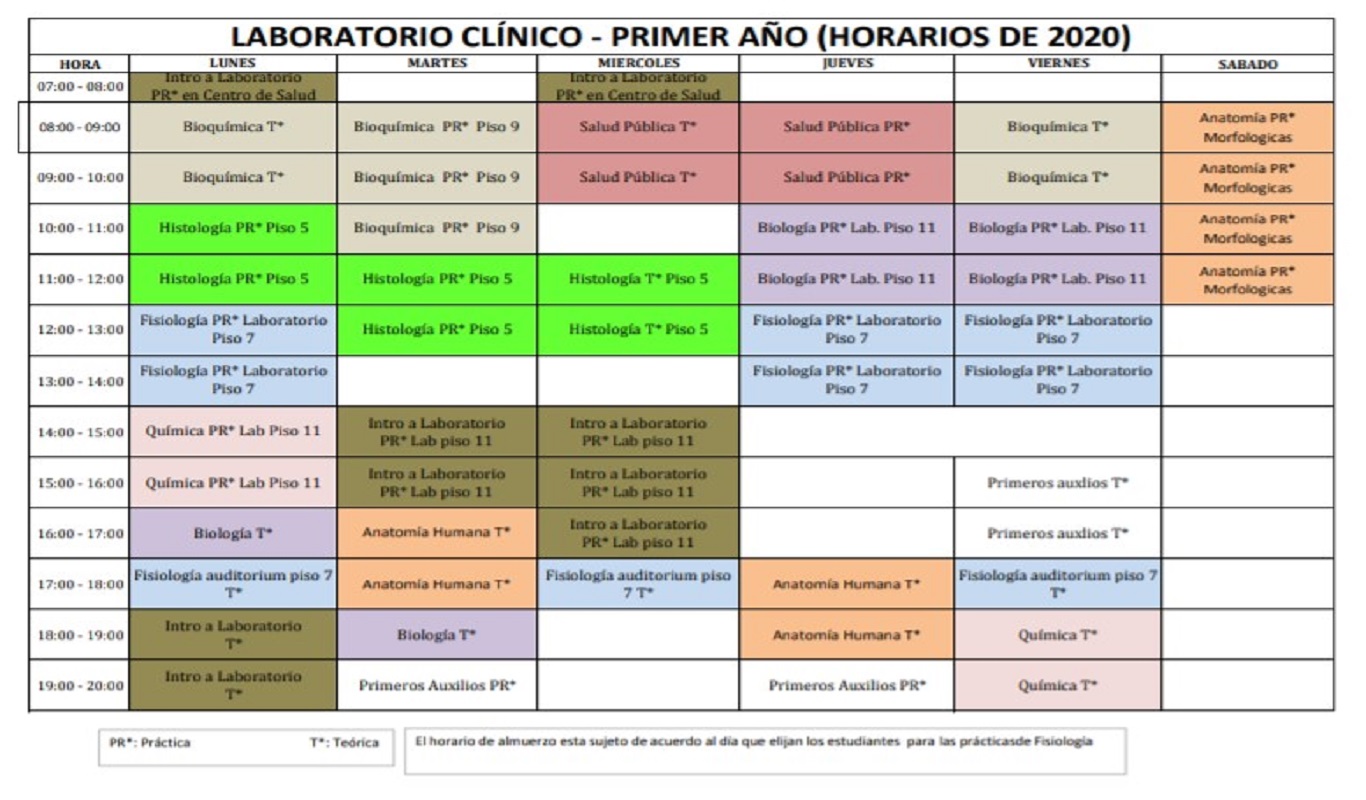 LABORATORIO CLÍNICO - PRIMER AÑO (HORARIOS DE 2020)
HORA LUNES MARTES MIERCOLES JUEVES VIERNES SABADO
07:00 - 08:00 Intro a Laboratorio PR* en Centro de Salud Intro a Laboratorio PR* en Centro de Salud
08:00 - 09:00 Bioquímica T* Bioquímica PR* Piso 9 Salud Pública T* Salud Pública PR* Bioquímica T* Anatomía PR* Morfologicas
09:00 - 10:00 Bioquímica T* Bioquímica PR* Piso 9 Salud Pública T* Salud Pública PR* Bioquímica T* Anatomía PR* Morfologicas
10:00 - 11:00 Histología PR* Piso 5 Bioquímica PR* Piso 9 Biología PR* Lab. Piso 11 Biología PR* Lab. Piso 11 Anatomía PR* Morfologicas
11:00 - 12:00 Histología PR* Piso 5 Histología PR* Piso 5 Histología T* Piso 5 Biología PR* Lab. Piso 11 Biología PR* Lab. Piso 11 Anatomía PR* Morfologicas
12:00 - 13:00 Fisiología PR* Laboratorio Piso 7 Histología PR* Piso 5 Histología T* Piso 5 Fisiología PR* Laboratorio Piso 7 Fisiología PR* Laboratorio Piso 7
13:00 - 14:00 Fisiología PR* Laboratorio Piso 7 Fisiología PR* Laboratorio Piso 7 Fisiología PR* Laboratorio Piso 7
14:00 - 15:00 Química PR* Lab Piso 11 Intro a Laboratorio PR* Lab piso 11 Intro a Laboratorio PR* Lab piso 11
15:00 - 16:00 Química PR* Lab Piso 11 Intro a Laboratorio PR* Lab piso 11 Intro a Laboratorio PR* Lab piso 11 Primeros auxlios T*
16:00 - 17:00 Biología T* Anatomía Humana T* Intro a Laboratorio PR* Lab piso 11 Primeros auxlios T*
17:00 - 18:00 Fisiología auditorium piso 7 T* Anatomía Humana T* Fisiología auditorium piso 7 T* Anatomía Humana T* Fisiología auditorium piso 7 T*
18:00 - 19:00 Intro a Laboratorio T* Biología T* Anatomía Humana T* Química T*
19:00 - 20:00 Intro a Laboratorio T* Primeros Auxilios PR* Primeros Auxilios PR* Química T*
PR*: Práctica T*: Teórica
El horario de almuerzo esta sujeto de acuerdo al día que elijan los estudiantes para las prácticasde Fisiología